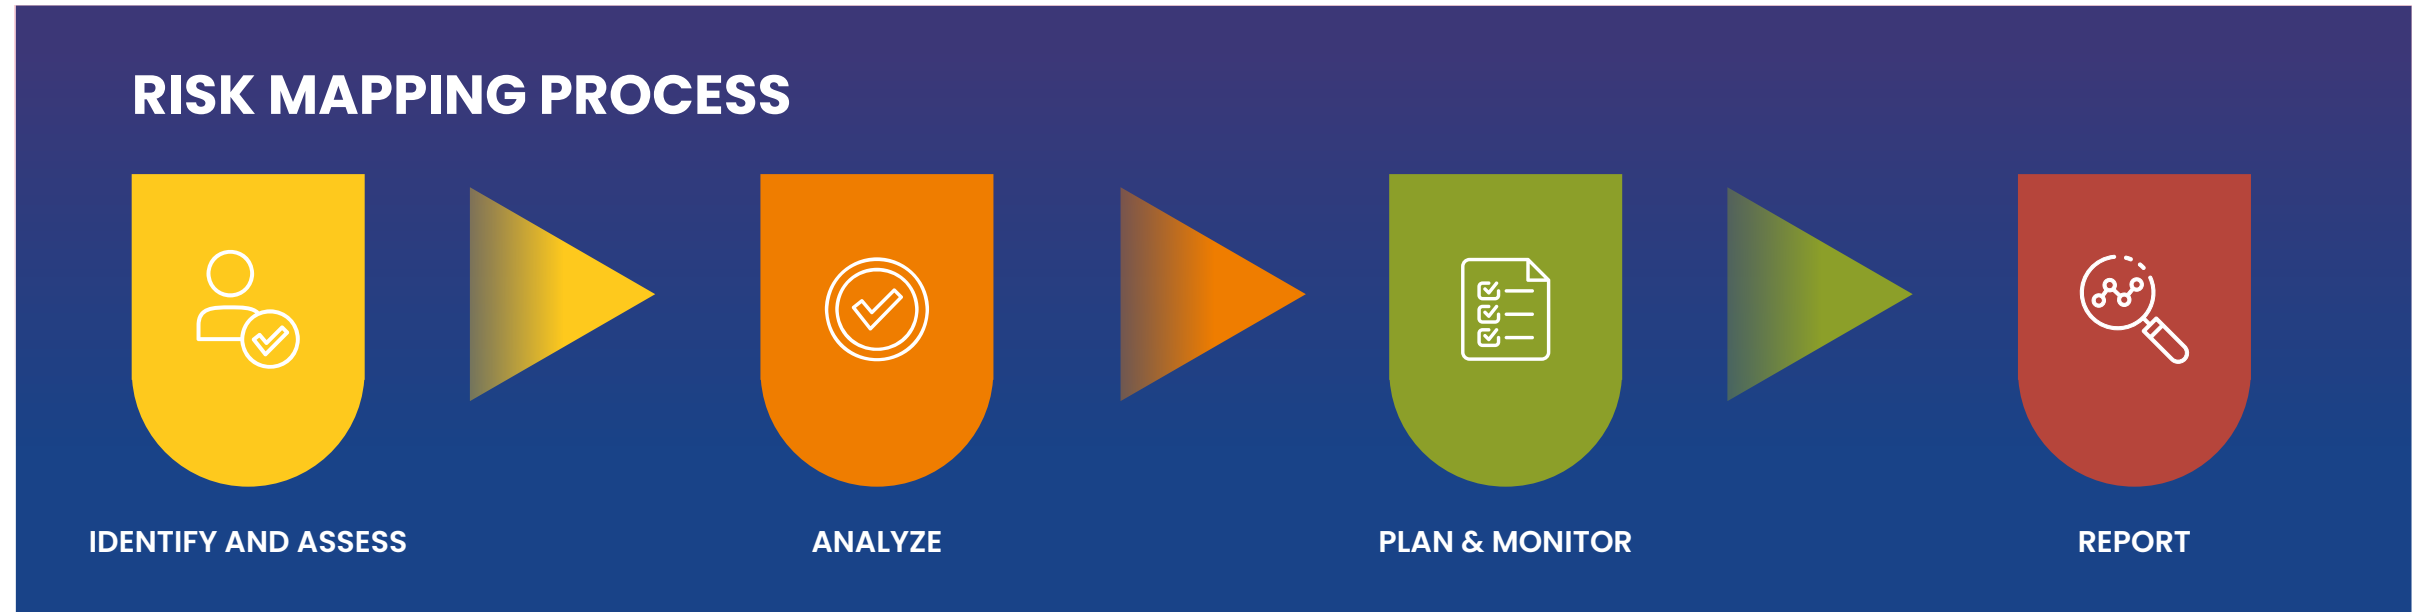 RISK MAPPING PROCESS
IDENTIFY AND ASSESS
ANALYZE
PLAN & MONITOR
REPORT